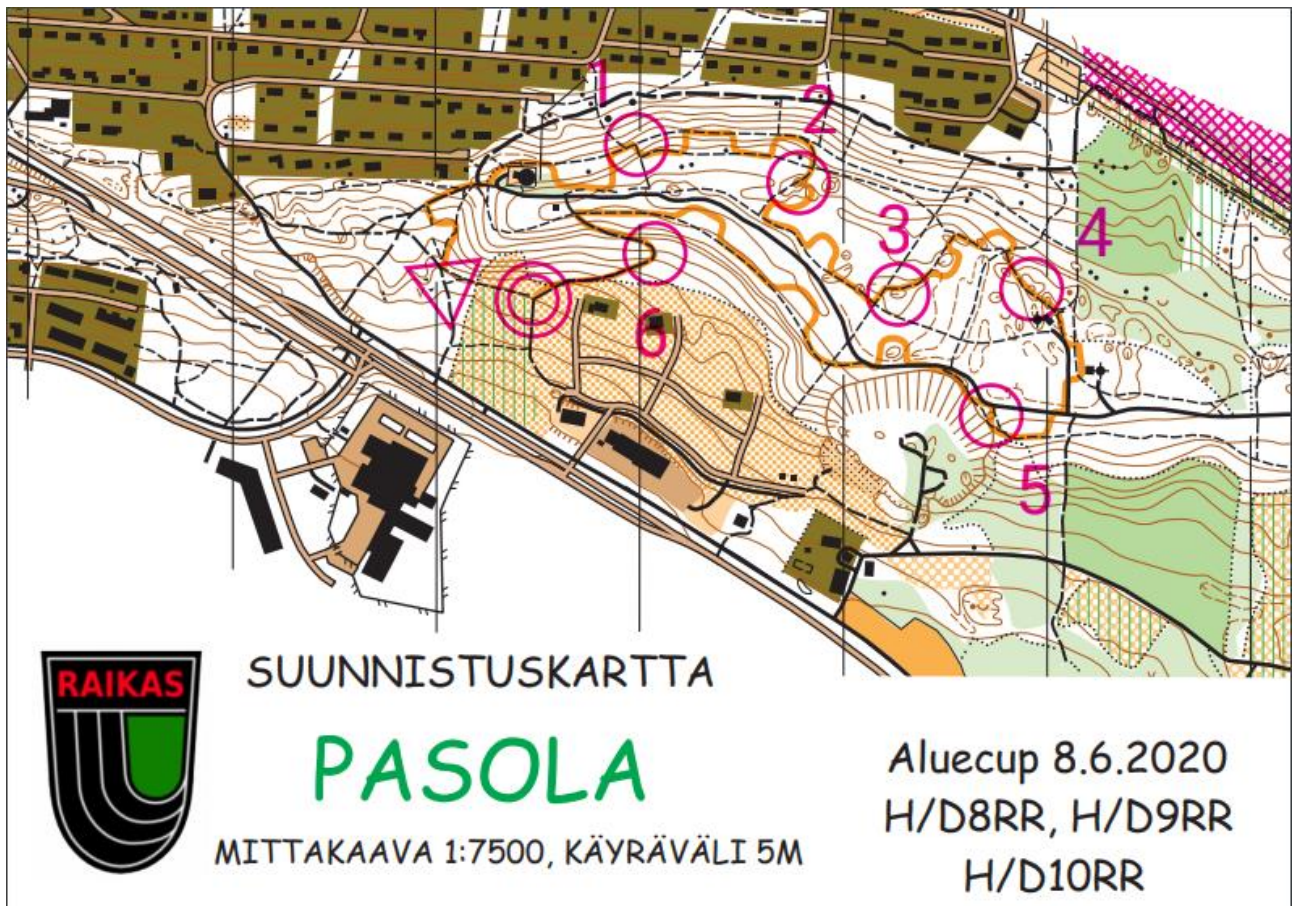 1
2
3
4
5
6
RAIKAS
SUUNNISTUSKARTTA
PASOLA
MITTAKAAVA 1:7500, KÄYRÄVÄLI 5M
Aluecup 8.6.2020
H/D8RR, H/D9RR
H/D10RR